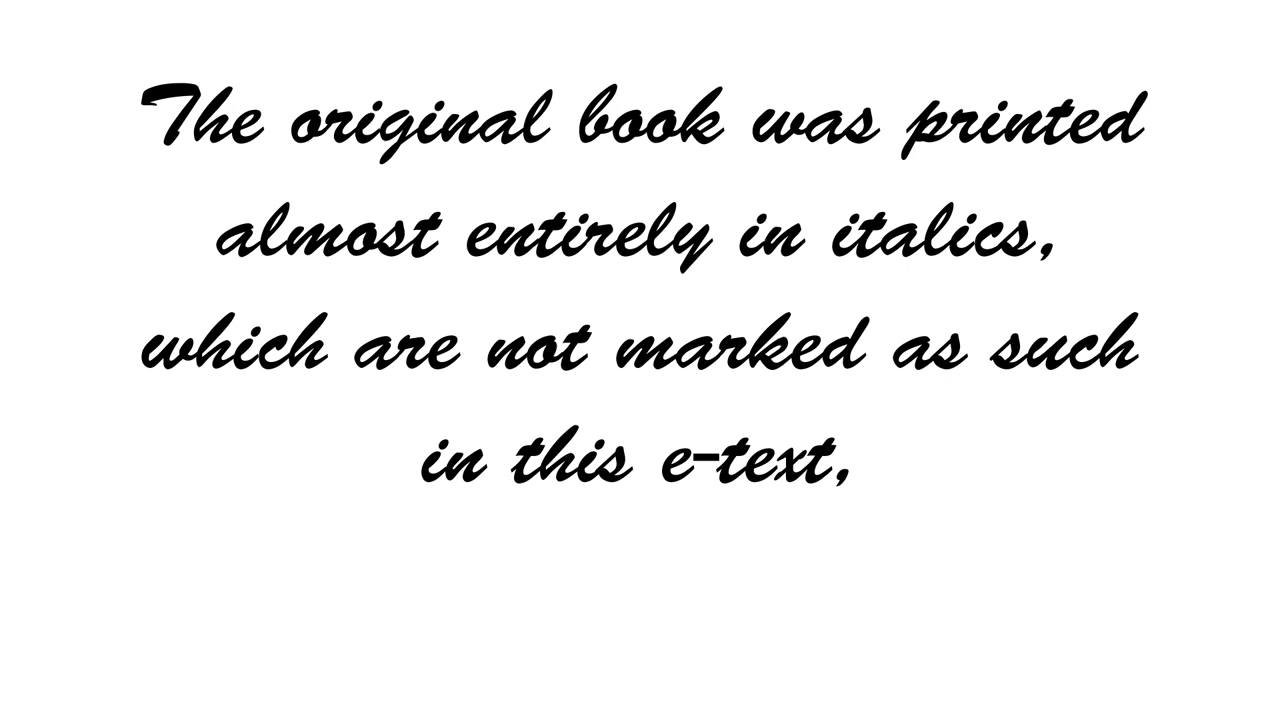 The original book was printed
almost entirely in italics,
which are not marked as such
in this e-text,